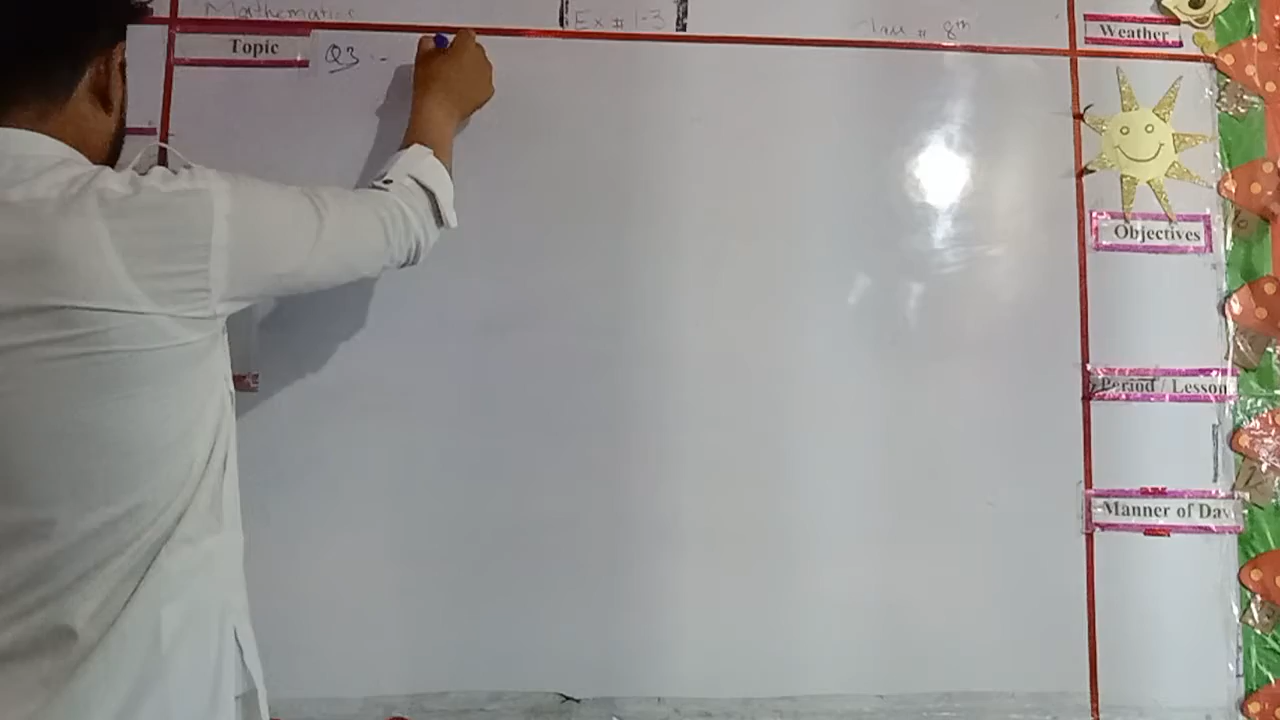 Mathematics
Ex # 1-3
Class # 8th
Weather
Topic
Q3 :-
Objectives
Period / Lesson
Manner of Day